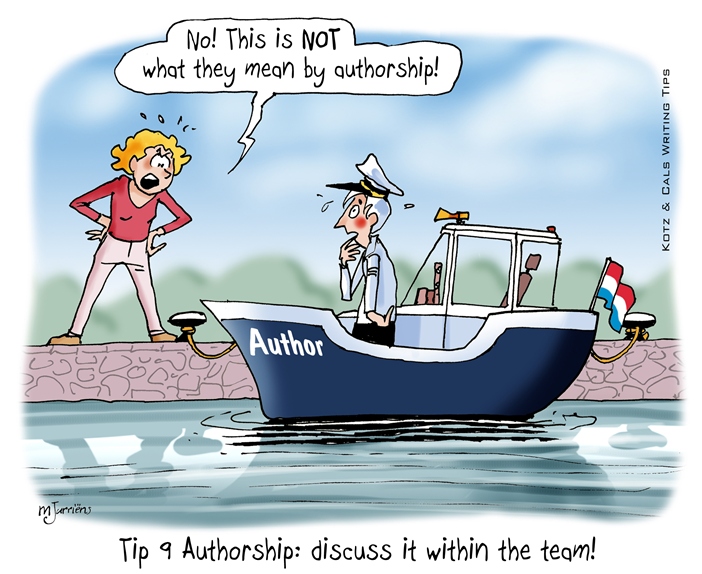 No! This is NOT
what they mean by authorship!
KOTZ & CALS WRITING TIPS
Author
MJurriëns
Tip 9 Authorship: discuss it within the team!